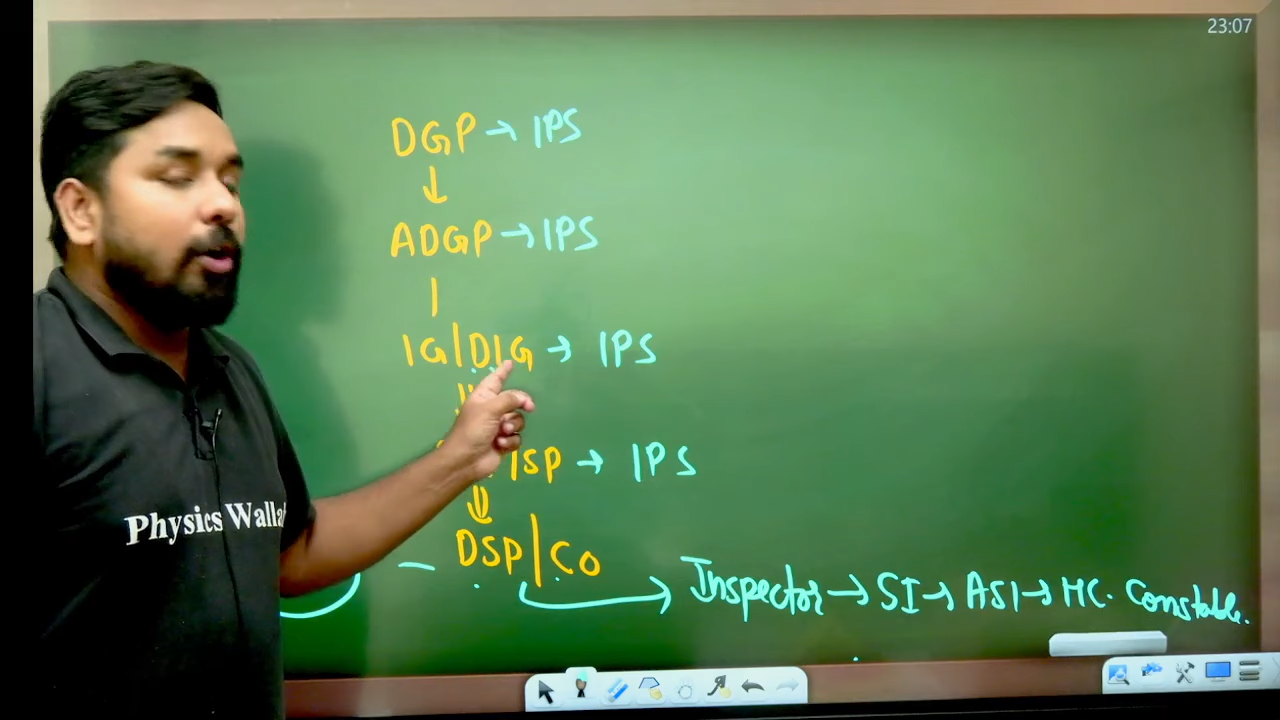 23:07
DGP → IPS
↓
ADGP → IPS
IG|DIG → IPS
|SP → IPS
↓
DSP|CO
→ Inspector → SI → ASI → HC. Constable.
Physics Walla